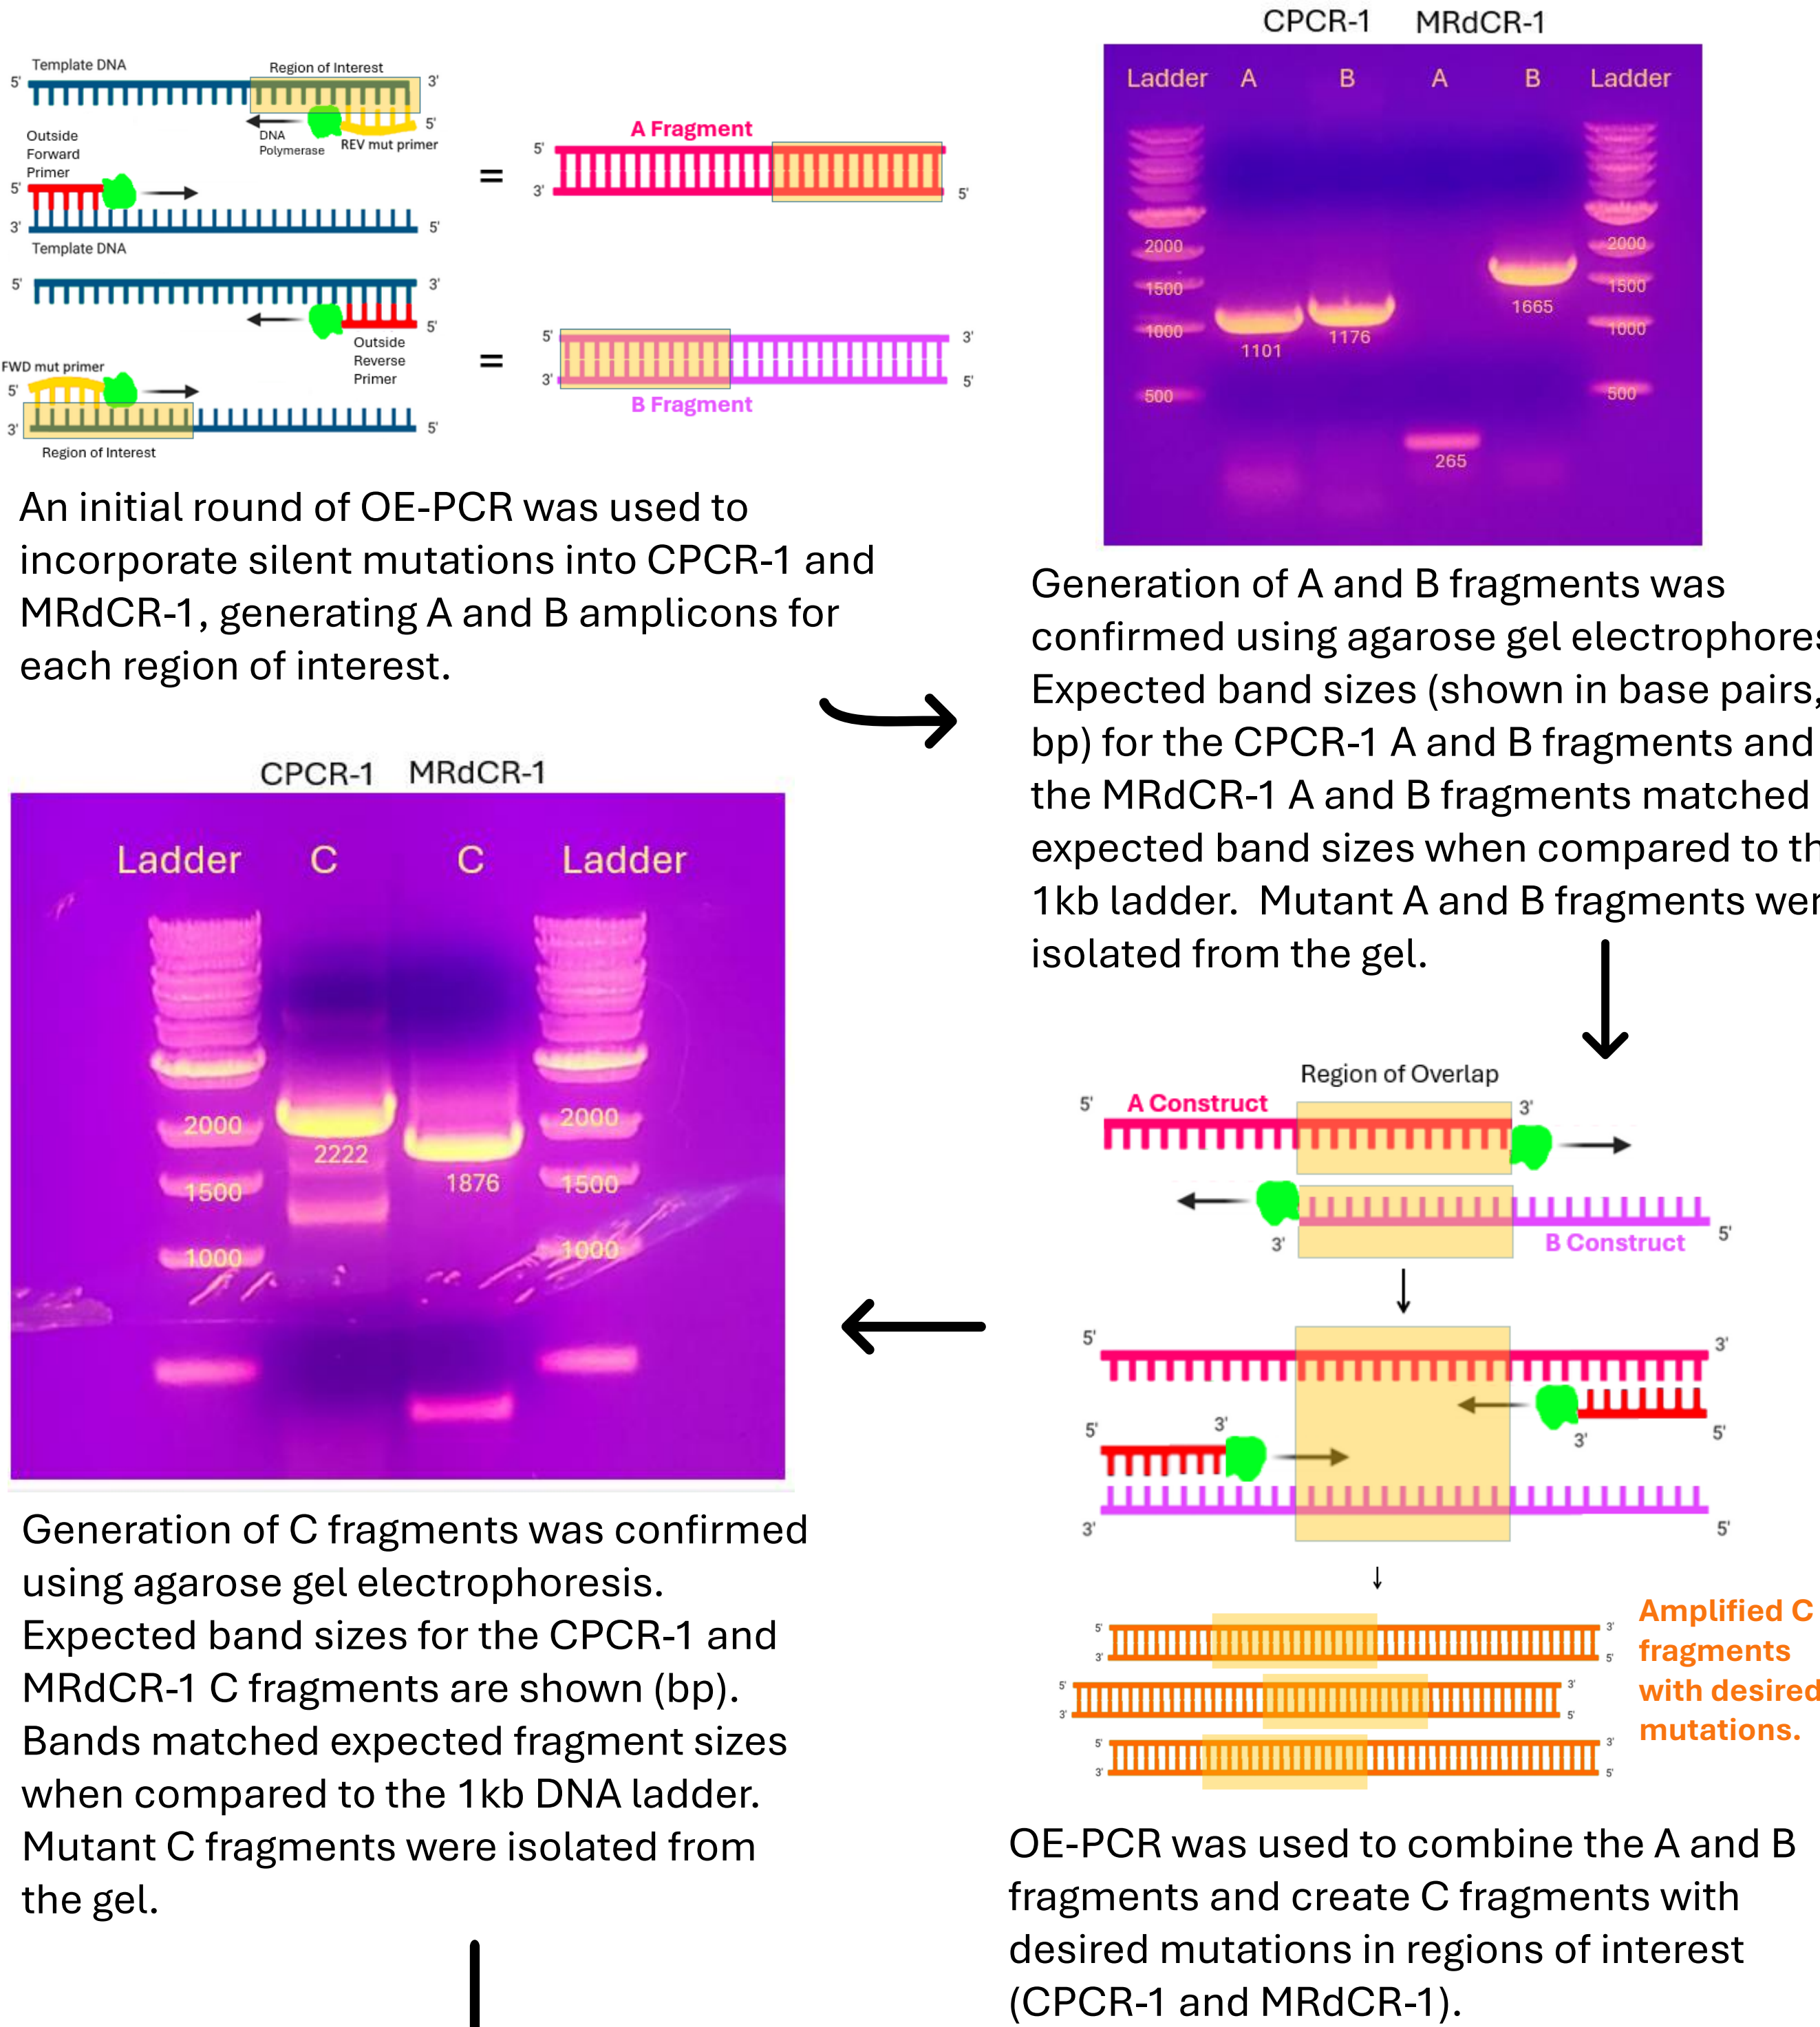 Template DNA
Region of Interest
5'
3'
5'
DNA
Polymerase
REV mut primer
Outside
Forward
Primer
5'
3'
5'
Template DNA
A Fragment
5'
=
3'
5'
5'
3'
5'
Outside
Reverse
Primer
FWD mut primer
5'
3'
5'
Region of Interest
5'
3'
=
3'
5'
B Fragment
An initial round of OE-PCR was used to
incorporate silent mutations into CPCR-1 and
MRdCR-1, generating A and B amplicons for
each region of interest.
CPCR-1 MRdCR-1
Ladder A B A B Ladder
2000 2000
1500 1500
1665
1000 1000
1176
1101
500 500
265
Generation of A and B fragments was
confirmed using agarose gel electrophores
Expected band sizes (shown in base pairs,
bp) for the CPCR-1 A and B fragments and
the MRdCR-1 A and B fragments matched
expected band sizes when compared to th
1kb ladder. Mutant A and B fragments wer
isolated from the gel.
Region of Overlap
5'
A Construct
3'
3'
B Construct
5'
5'
3'
5'
3'
3'
5'
3'
5'
5' 3'
3' 5'
5' 3'
3' 5'
5' 3'
3' 5'
Amplified C
fragments
with desired
mutations.
OE-PCR was used to combine the A and B
fragments and create C fragments with
desired mutations in regions of interest
(CPCR-1 and MRdCR-1).
CPCR-1 MRdCR-1
Ladder C C Ladder
2000 2000
2222
1876
1500 1500
1000 1000
Generation of C fragments was confirmed
using agarose gel electrophoresis.
Expected band sizes for the CPCR-1 and
MRdCR-1 C fragments are shown (bp).
Bands matched expected fragment sizes
when compared to the 1kb DNA ladder.
Mutant C fragments were isolated from
the gel.